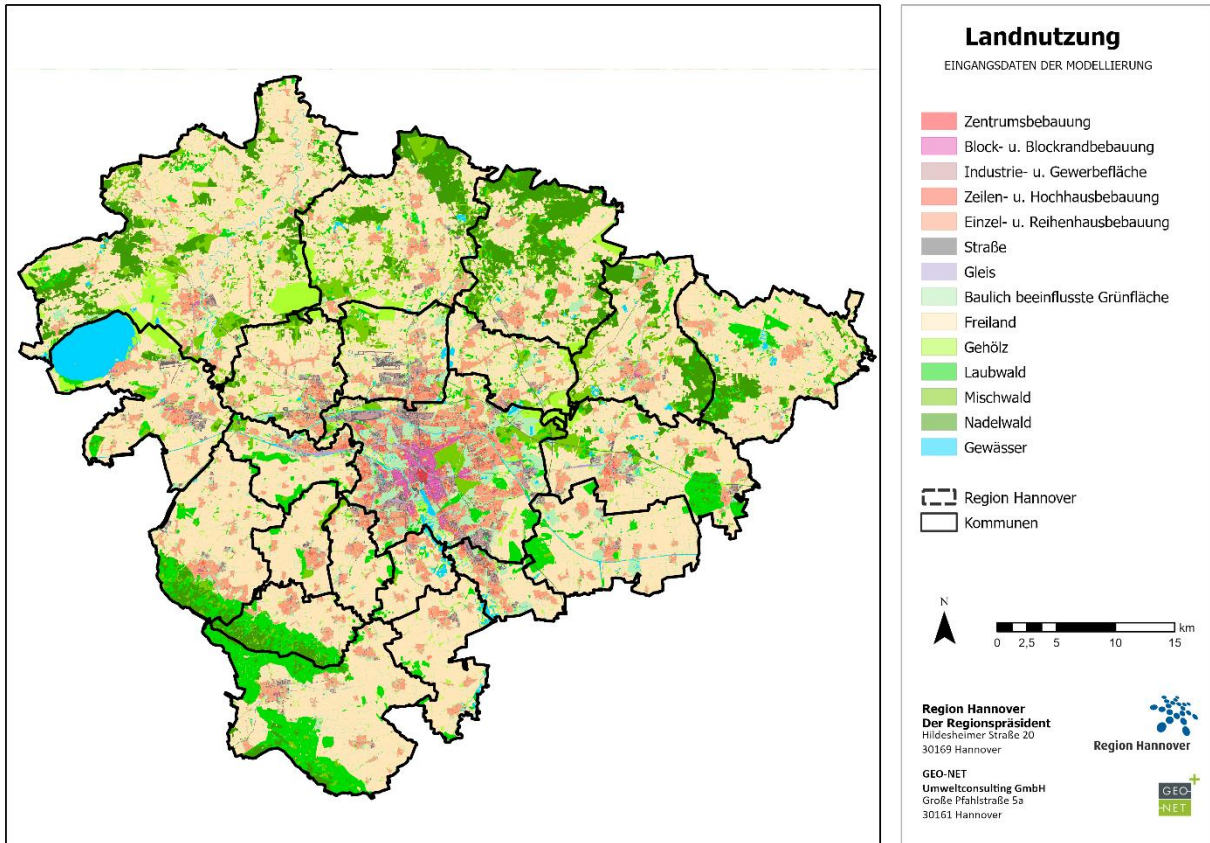 Landnutzung
EINGANGSDATEN DER MODELLIERUNG
Zentrumsbebauung
Block- u. Blockrandbebauung
Industrie- u. Gewerbefläche
Zeilen- u. Hochhausbebauung
Einzel- u. Reihenhausbebauung
Straße
Gleis
Baulich beeinflusste Grünfläche
Freiland
Gehölz
Laubwald
Mischwald
Nadelwald
Gewässer
Region Hannover
Kommunen
N
km
0 2,5 5 10 15
Region Hannover
Der Regionspräsident
Hildesheimer Straße 20
30169 Hannover
Region Hannover
GEO-NET
Umweltconsulting GmbH
Große Pfahlstraße 5a
30161 Hannover
GEO
NET